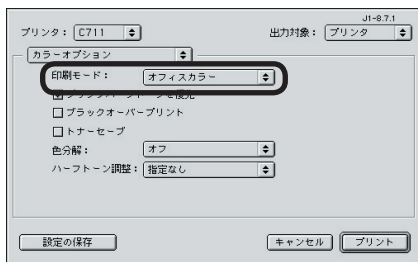 J1-8.7.1
プリンタ： C711 出力対象： プリンタ
カラーオプション
印刷モード： オフィスカラー
ブラックオーバープリント
トナーセーブ
色分解： オフ
ハーフトーン調整： 指定なし
設定の保存 キャンセル プリント